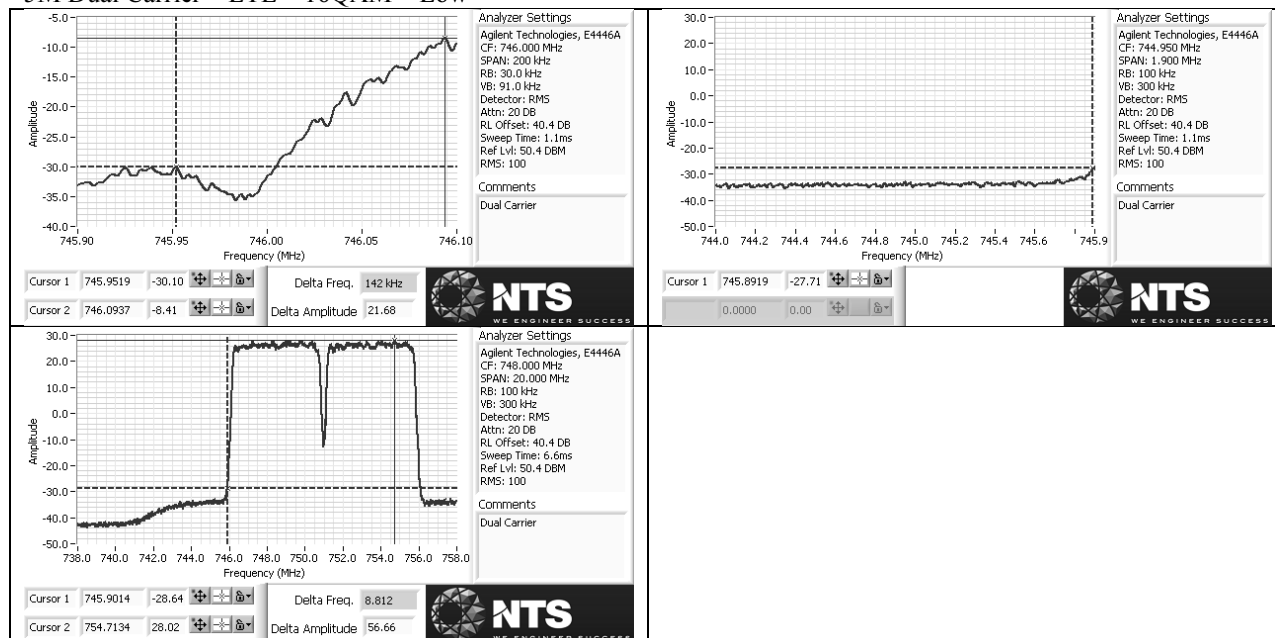 5M Dual Carrier – LTE – 16QAM – Low
-5.0
-10.0
-15.0
-20.0
-25.0
-30.0
-35.0
-40.0
Amplitude
745.90 745.95 746.00 746.05 746.10
Frequency (MHz)
Analyzer Settings
Agilent Technologies, E4446A
CF: 746.000 MHz
SPAN: 200 kHz
RB: 30.0 kHz
VB: 91.0 kHz
Detector: RMS
Attn: 20 DB
RL Offset: 40.4 DB
Sweep Time: 1.1ms
Ref Lvl: 50.4 DBM
RMS: 100
Comments
Dual Carrier
Cursor 1 745.9519 -30.10
Delta Freq. 142 kHz
Cursor 2 746.0937 -8.41
Delta Amplitude 21.68
NTS
WE ENGINEER SUCCESS
30.0
20.0
10.0
0.0
-10.0
-20.0
-30.0
-40.0
-50.0
Amplitude
744.0 744.2 744.4 744.6 744.8 745.0 745.2 745.4 745.6 745.9
Frequency (MHz)
Analyzer Settings
Agilent Technologies, E4446A
CF: 744.950 MHz
SPAN: 1.900 MHz
RB: 100 kHz
VB: 300 kHz
Detector: RMS
Attn: 20 DB
RL Offset: 40.4 DB
Sweep Time: 1.1ms
Ref Lvl: 50.4 DBM
RMS: 100
Comments
Dual Carrier
Cursor 1 745.8919 -27.71
0.0000 0.00
NTS
WE ENGINEER SUCCESS
30.0
20.0
10.0
0.0
-10.0
-20.0
-30.0
-40.0
-50.0
Amplitude
738.0 740.0 742.0 744.0 746.0 748.0 750.0 752.0 754.0 756.0 758.0
Frequency (MHz)
Analyzer Settings
Agilent Technologies, E4446A
CF: 748.000 MHz
SPAN: 20.000 MHz
RB: 100 kHz
VB: 300 kHz
Detector: RMS
Attn: 20 DB
RL Offset: 40.4 DB
Sweep Time: 6.6ms
Ref Lvl: 50.4 DBM
RMS: 100
Comments
Dual Carrier
Cursor 1 745.9014 -28.64
Delta Freq. 8.812
Cursor 2 754.7134 28.02
Delta Amplitude 56.66
NTS
WE ENGINEER SUCCESS